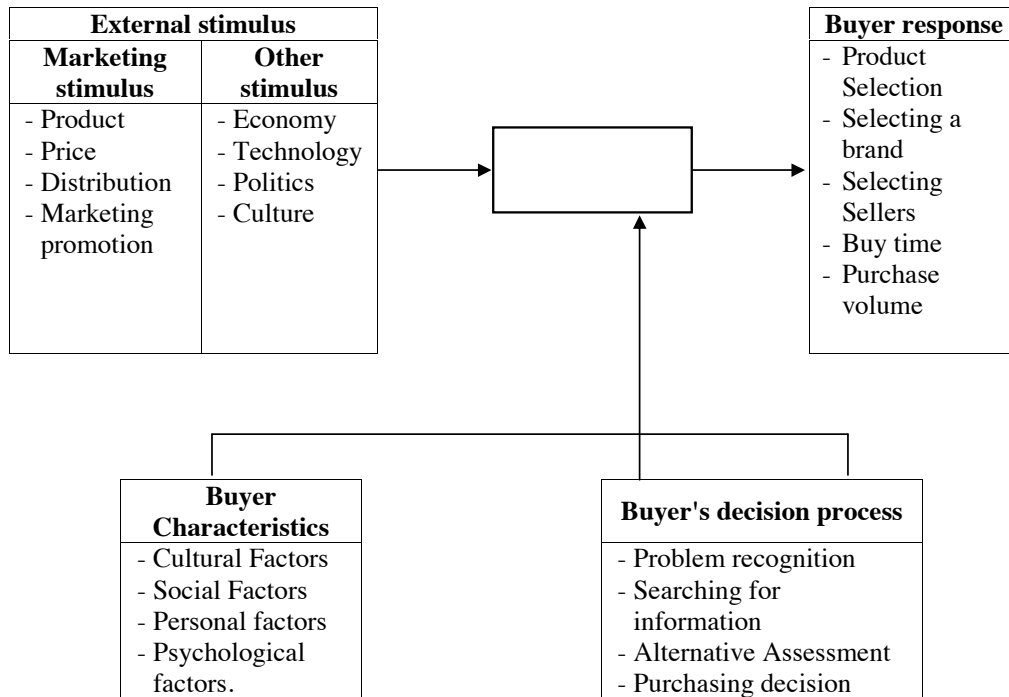 External stimulus
Marketing
stimulus
- Product
- Price
- Distribution
- Marketing
promotion
Other
stimulus
- Economy
- Technology
- Politics
- Culture
Buyer response
- Product
Selection
- Selecting a
brand
- Selecting
Sellers
- Buy time
- Purchase
volume
Buyer
Characteristics
- Cultural Factors
- Social Factors
- Personal factors
- Psychological
factors.
Buyer's decision process
- Problem recognition
- Searching for
information
- Alternative Assessment
- Purchasing decision